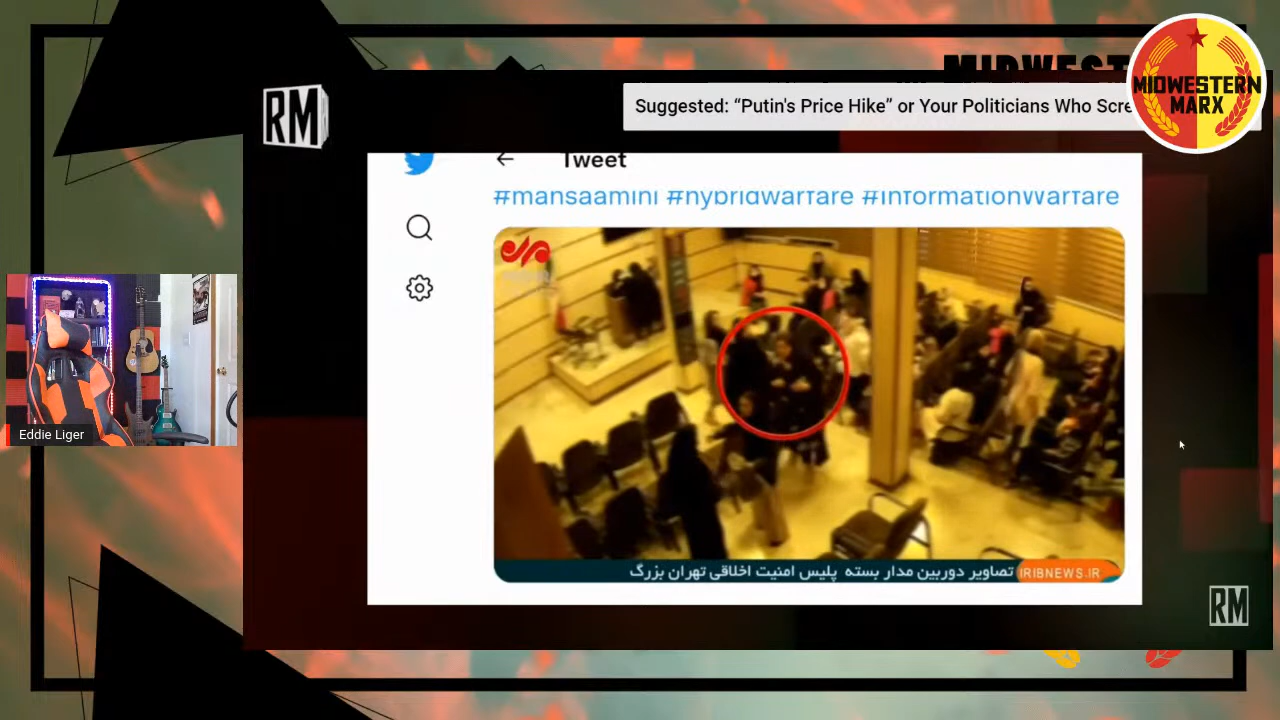 MIDWEST
MIDWESTERN
MARX
RM
Suggested: “Putin's Price Hike” or Your Politicians Who Scre
Tweet
#mahsaamini #hybridwarfare #InformationWarfare
Eddie Liger
تصاویر دوربین مدار بسته پلیس امنیت اخلاقی تهران بزرگ
IRIBNEWS.IR
RM